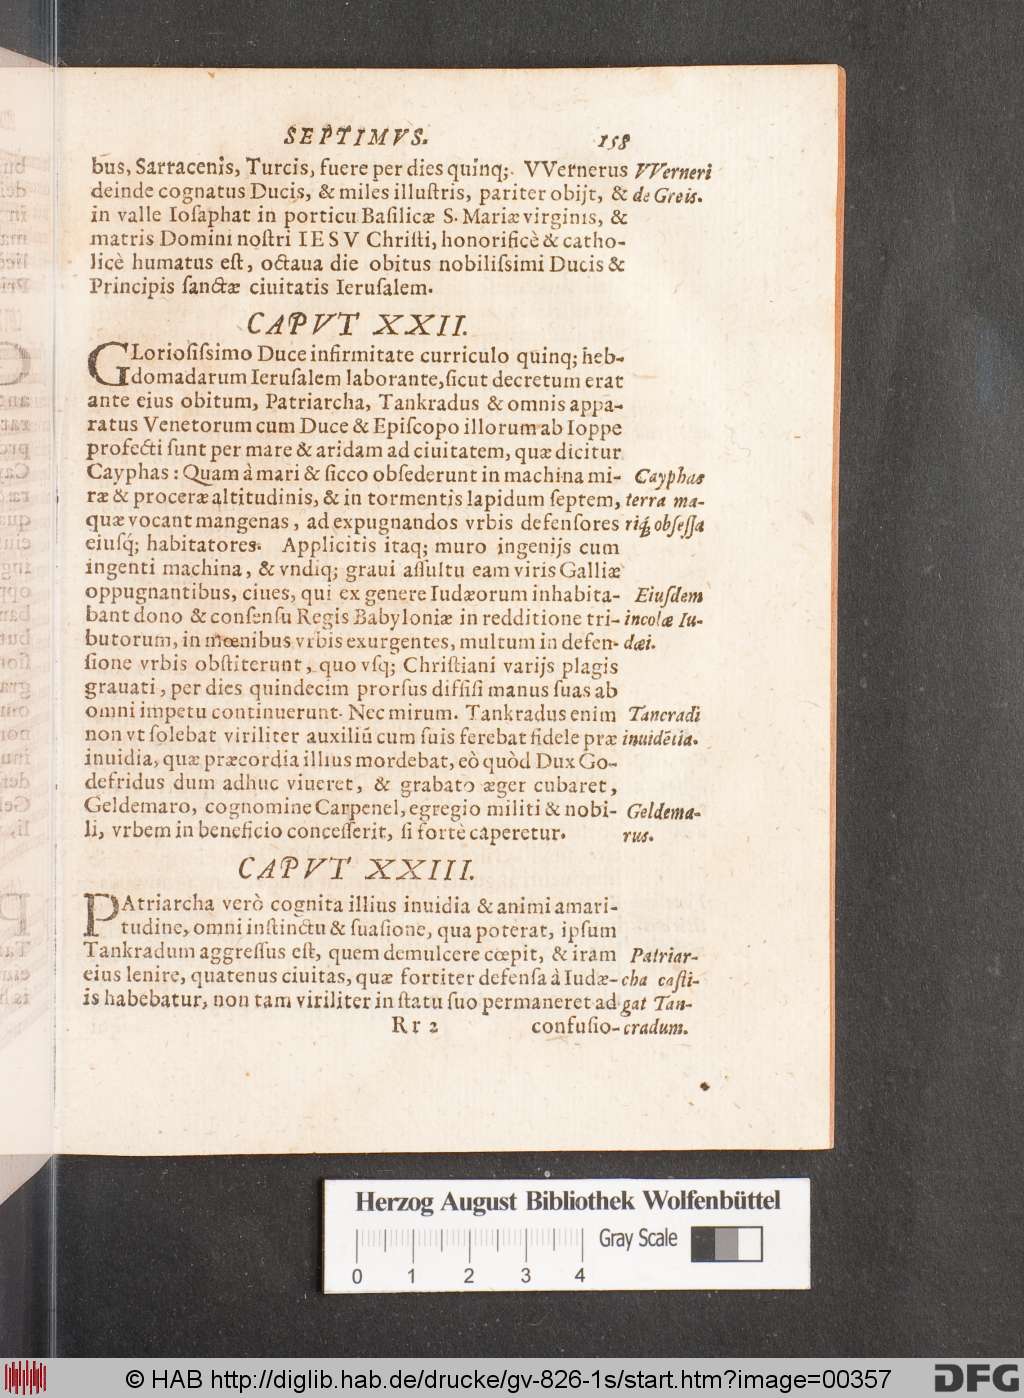 SEPTIMVS. 158
bus, Sarracenis, Turcis, fuere per dies quinq;. VVernerus VVerneri
deinde cognatus Ducis, & miles illuſtris, pariter obijt, & de Greis.
in valle Ioſaphat in porticu Baſilicæ S. Mariæ virginis, &
matris Domini noſtri IESV Chriſti, honorificè & catho-
licè humatus eſt, octaua die obitus nobiliſsimi Ducis &
Principis ſanctæ ciuitatis Ieruſalem.
CAPVT XXII.
GLorioſiſsimo Duce infirmitate curriculo quinq; heb-
domadarum Ieruſalem laborante, ſicut decretum erat
ante eius obitum, Patriarcha, Tankradus & omnis appa-
ratus Venetorum cum Duce & Epiſcopo illorum ab Ioppe
profecti ſunt per mare & aridam ad ciuitatem, quæ dicitur
Cayphas: Quam à mari & ſicco obſederunt in machina mi- Cayphas
ræ & proceræ altitudinis, & in tormentis lapidum ſeptem, terra ma-
quæ vocant mangenas, ad expugnandos vrbis defenſores riq́; obſeſſa
eiuſq́; habitatores. Applicitis itaq; muro ingenijs cum
ingenti machina, & vndiq; graui aſſultu eam viris Galliæ
oppugnantibus, ciues, qui ex genere Iudæorum inhabita- Eiuſdem
bant dono & conſenſu Regis Babyloniæ in redditione tri- incolæ Iu-
butorum, in mœnibus vrbis exurgentes, multum in defen- dæi.
ſione vrbis obſtiterunt, quo vſq; Chriſtiani varijs plagis
grauati, per dies quindecim prorſus diffiſi manus ſuas ab
omni impetu continuerunt. Nec mirum. Tankradus enim Tancradi
non vt ſolebat viriliter auxiliũ cum ſuis ferebat fidele præ inuidẽtia.
inuidia, quæ præcordia illius mordebat, eò quòd Dux Go-
defridus dum adhuc viueret, & grabato æger cubaret,
Geldemaro, cognomine Carpenel, egregio militi & nobi- Geldema-
li, vrbem in beneficio conceſſerit, ſi fortè caperetur. rus.
CAPVT XXIII.
PAtriarcha verò cognita illius inuidia & animi amari-
tudine, omni inſtinctu & ſuaſione, qua poterat, ipſum
Tankradum aggreſſus eſt, quem demulcere cœpit, & iram Patriar-
eius lenire, quatenus ciuitas, quæ fortiter defenſa à Iudæ- cha caſti-
is habebatur, non tam viriliter in ſtatu ſuo permaneret ad gat Tan-
Rr 2 confuſio- cradum.
Herzog August Bibliothek Wolfenbüttel
Gray Scale
0 1 2 3 4
© HAB http://diglib.hab.de/drucke/gv-826-1s/start.htm?image=00357
DFG